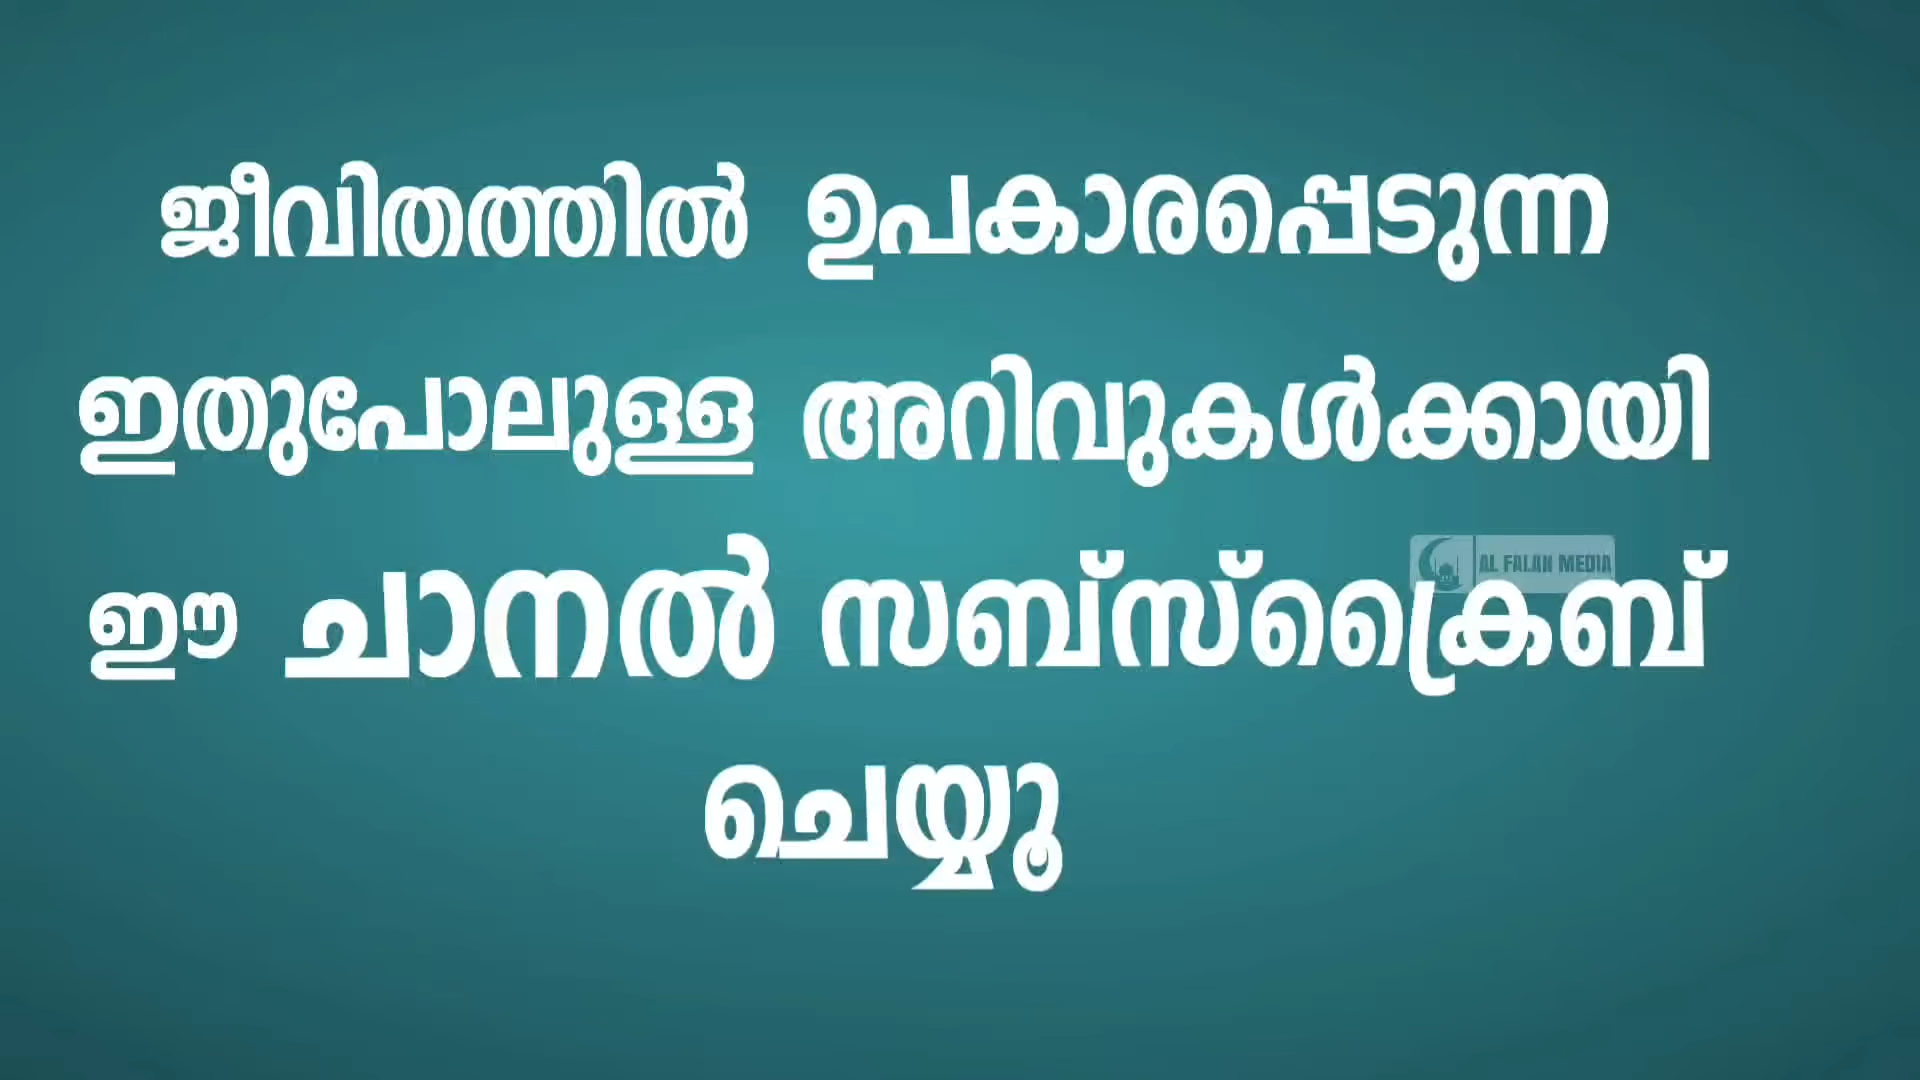 ജീവിതത്തിൽ ഉപകാരപ്പെടുന്ന
ഇതുപോലുള്ള അറിവുകൾക്കായി
ഈ ചാനൽ സബ്സ്ക്രൈബ്
ചെയ്യൂ
AL FALAH MEDIA